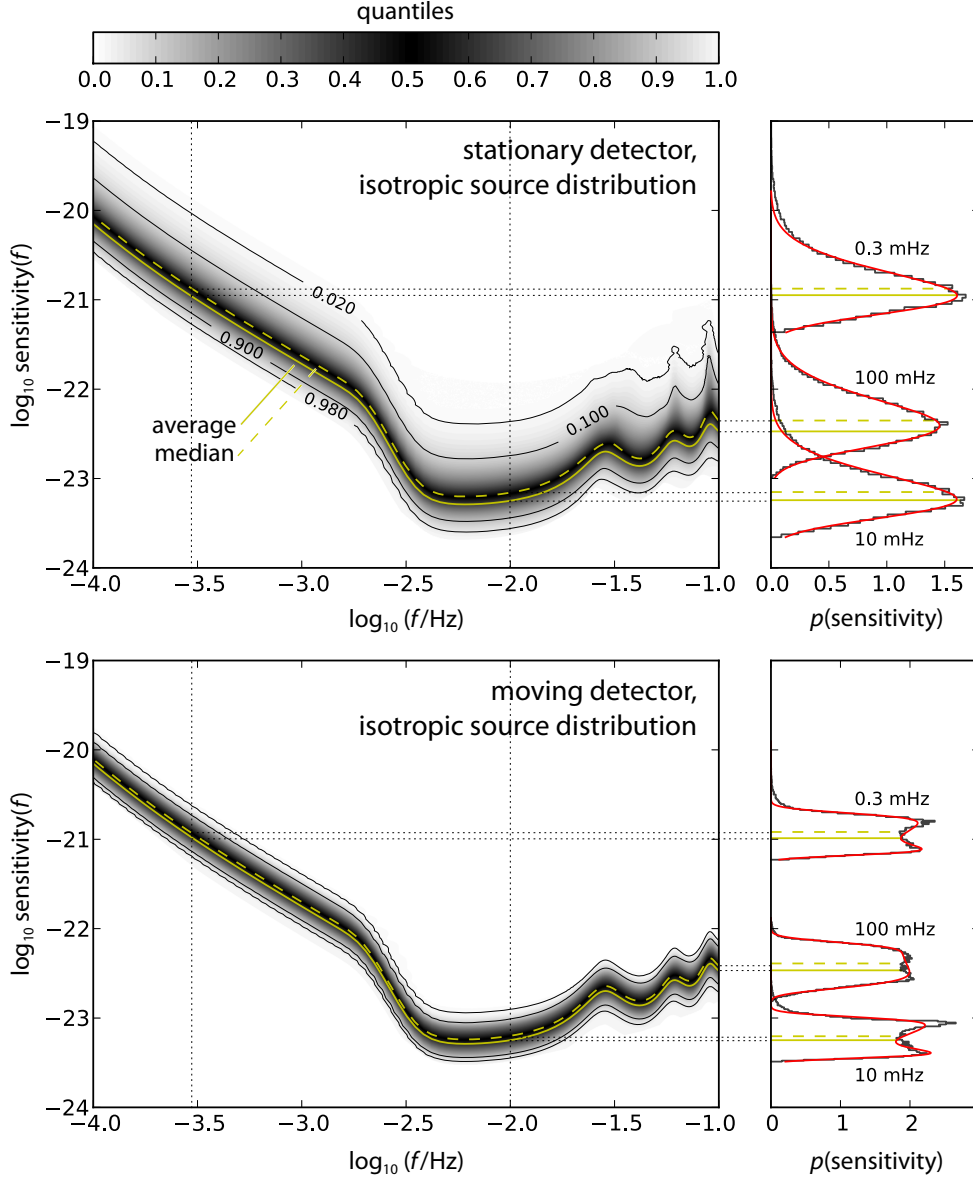 quantiles
0.0 0.1 0.2 0.3 0.4 0.5 0.6 0.7 0.8 0.9 1.0
−19
−20
−21
−22
−23
−24
log₁₀ sensitivity(f)
stationary detector,
isotropic source distribution
0.020
0.900
0.980
0.100
average
median
−4.0 −3.5 −3.0 −2.5 −2.0 −1.5 −1.0
log₁₀ (f/Hz)
0.3 mHz
100 mHz
10 mHz
0.0 0.5 1.0 1.5
p(sensitivity)
−19
−20
−21
−22
−23
−24
log₁₀ sensitivity(f)
moving detector,
isotropic source distribution
−4.0 −3.5 −3.0 −2.5 −2.0 −1.5 −1.0
log₁₀ (f/Hz)
0.3 mHz
100 mHz
10 mHz
0 1 2
p(sensitivity)